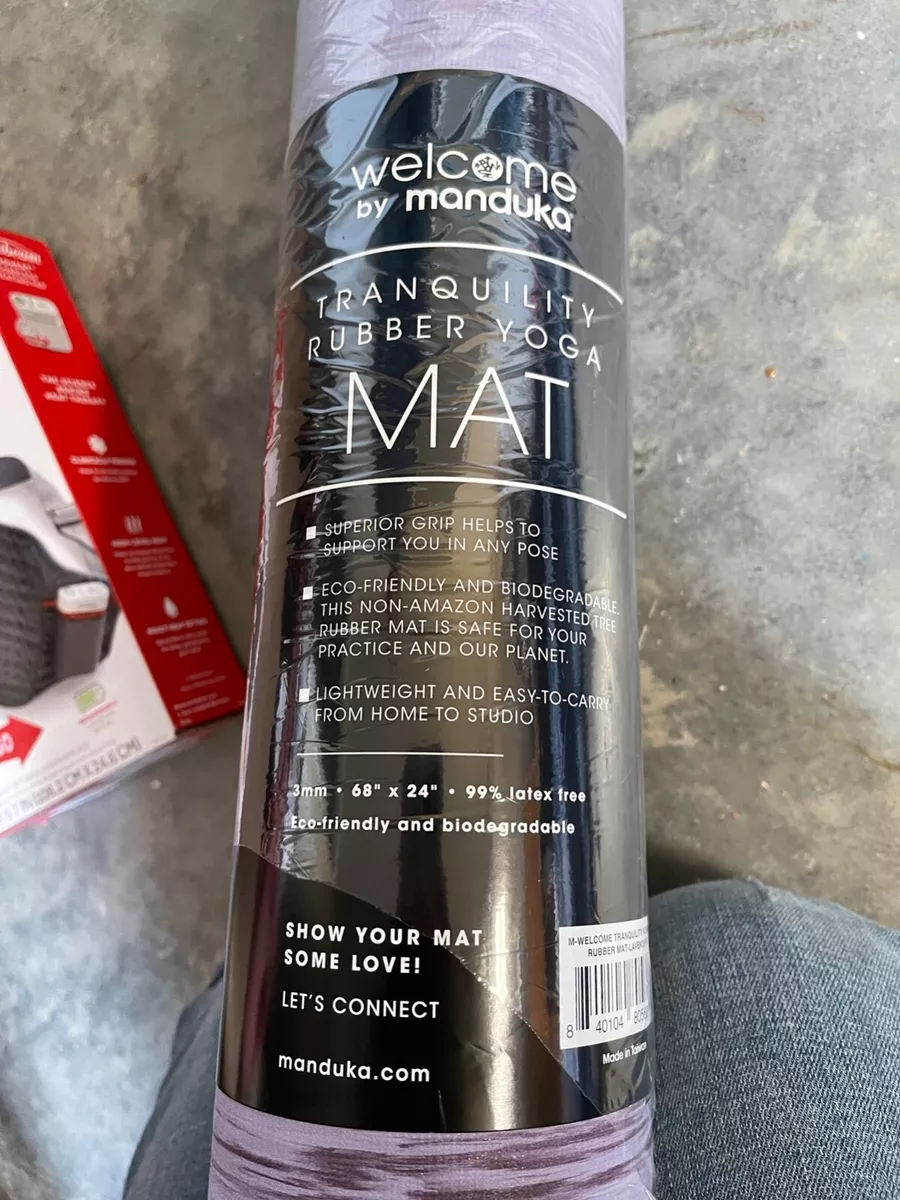 welcome
by manduka
TRANQUILITY
RUBBER YOGA
MAT
SUPERIOR GRIP HELPS TO
SUPPORT YOU IN ANY POSE
ECO-FRIENDLY AND BIODEGRADABLE.
THIS NON-AMAZON HARVESTED TREE
RUBBER MAT IS SAFE FOR YOUR
PRACTICE AND OUR PLANET.
LIGHTWEIGHT AND EASY-TO-CARRY
FROM HOME TO STUDIO
3mm • 68" x 24" • 99% latex free
Eco-friendly and biodegradable
SHOW YOUR MAT
SOME LOVE!
LET'S CONNECT
manduka.com
M-WELCOME TRANQUILITY
RUBBER
8 40104
Made in Taiwan